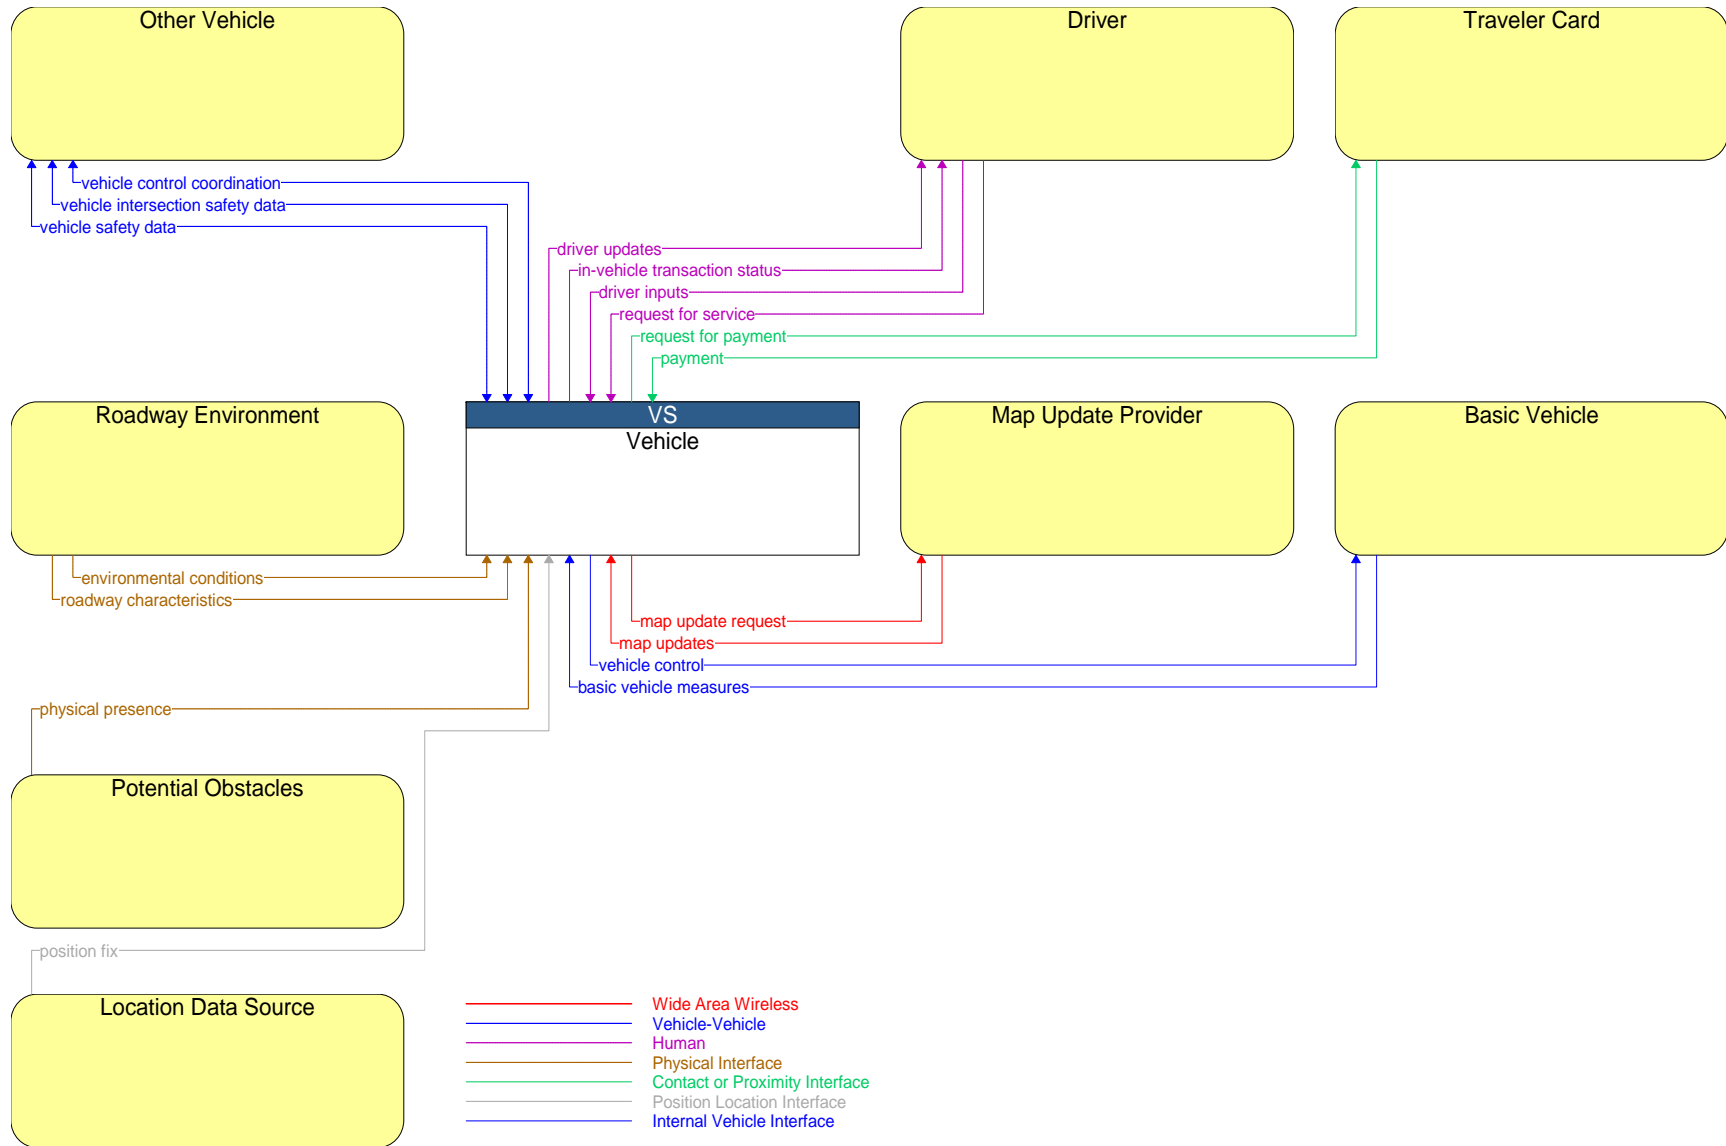 Other Vehicle
Driver
Traveler Card
vehicle control coordination
vehicle intersection safety data
vehicle safety data
driver updates
in-vehicle transaction status
driver inputs
request for service
request for payment
payment
Roadway Environment
VS
Vehicle
Map Update Provider
Basic Vehicle
environmental conditions
roadway characteristics
map update request
map updates
vehicle control
basic vehicle measures
physical presence
Potential Obstacles
position fix
Location Data Source
Wide Area Wireless
Vehicle-Vehicle
Human
Physical Interface
Contact or Proximity Interface
Position Location Interface
Internal Vehicle Interface